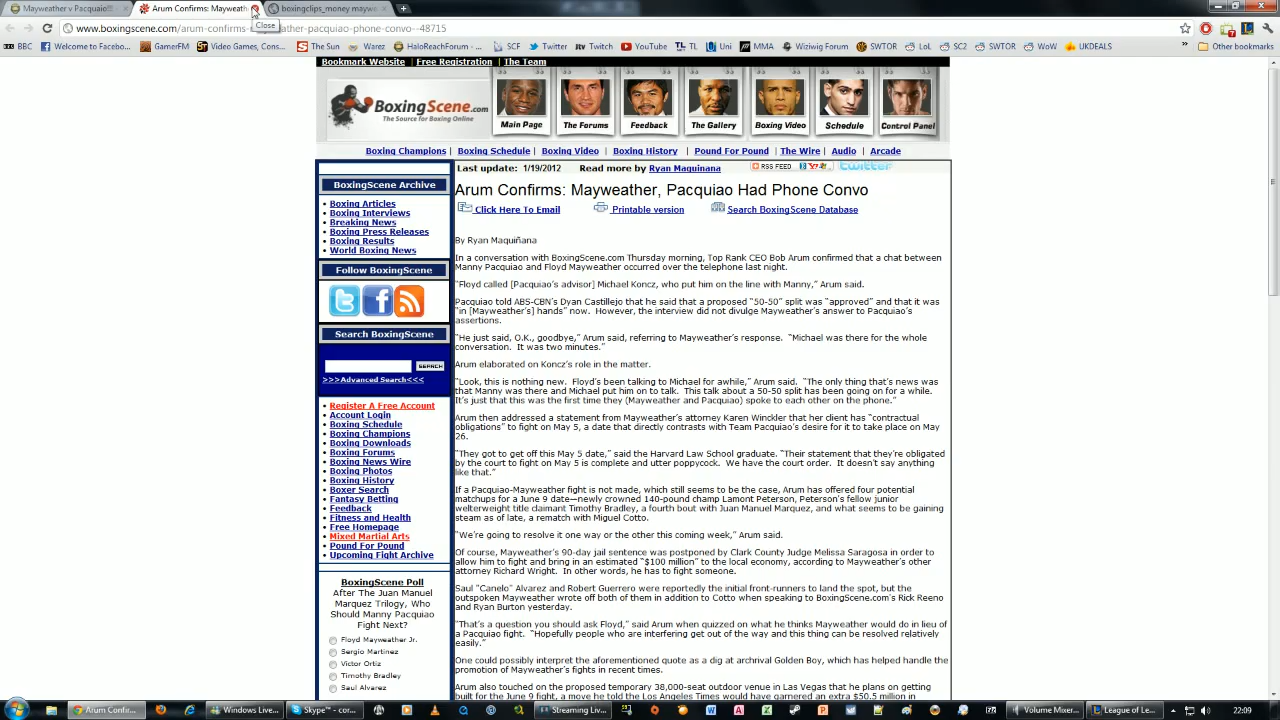 Mayweather v Pacquiao!!!
Arum Confirms: Mayweath
boxingclips_money mayw
Close
www.boxingscene.com/arum-confirms- eather-pacquiao-phone-convo--48715
BBC
Welcome to Facebo...
GamerFM
Video Games, Cons...
The Sun
Warez
HaloReachForum - ...
SCF
Twitter
Twitch
YouTube
TL
Uni
MMA
Wiziwig Forum
SWTOR
LoL
SC2
SWTOR
WoW
UKDEALS
Other bookmarks
Bookmark Website | Free Registration | The Team
BoxingScene.com
The Source for Boxing Online
Main Page
The Forums
Feedback
The Gallery
Boxing Video
Schedule
Control Panel
Boxing Champions | Boxing Schedule | Boxing Video | Boxing History | Pound For Pound | The Wire | Audio | Arcade
BoxingScene Archive
• Boxing Articles
• Boxing Interviews
• Breaking News
• Boxing Press Releases
• Boxing Results
• World Boxing News
Follow BoxingScene
Search BoxingScene
SEARCH
>>>Advanced Search<<<
• Register A Free Account
• Account Login
• Boxing Schedule
• Boxing Champions
• Boxing Downloads
• Boxing Forums
• Boxing News Wire
• Boxing Photos
• Boxing History
• Boxer Search
• Fantasy Betting
• Feedback
• Fitness and Health
• Free Homepage
• Mixed Martial Arts
• Pound For Pound
• Upcoming Fight Archive
BoxingScene Poll
After The Juan Manuel
Marquez Trilogy, Who
Should Manny Pacquiao
Fight Next?
Floyd Mayweather Jr.
Sergio Martinez
Victor Ortiz
Timothy Bradley
Saul Alvarez
Last update: 1/19/2012 Read more by Ryan Maquinana RSS FEED twitter
Arum Confirms: Mayweather, Pacquiao Had Phone Convo
Click Here To Email Printable version Search BoxingScene Database
By Ryan Maquiñana
In a conversation with BoxingScene.com Thursday morning, Top Rank CEO Bob Arum confirmed that a chat between
Manny Pacquiao and Floyd Mayweather occurred over the telephone last night.
“Floyd called [Pacquiao’s advisor] Michael Koncz, who put him on the line with Manny,” Arum said.
Pacquiao told ABS-CBN’s Dyan Castillejo that he said that a proposed “50-50” split was “approved” and that it was
“in [Mayweather’s] hands” now. However, the interview did not divulge Mayweather’s answer to Pacquiao’s
assertions.
“He just said, O.K., goodbye,” Arum said, referring to Mayweather’s response. “Michael was there for the whole
conversation. It was two minutes.”
Arum elaborated on Koncz’s role in the matter.
“Look, this is nothing new. Floyd’s been talking to Michael for awhile,” Arum said. “The only thing that’s news was
that Manny was there and Michael put him on to talk. This talk about a 50-50 split has been going on for a while.
It’s just that this was the first time they (Mayweather and Pacquiao) spoke to each other on the phone.”
Arum then addressed a statement from Mayweather’s attorney Karen Winckler that her client has “contractual
obligations” to fight on May 5, a date that directly contrasts with Team Pacquiao’s desire for it to take place on May
26.
“They got to get off this May 5 date,” said the Harvard Law School graduate. “Their statement that they’re obligated
by the court to fight on May 5 is complete and utter poppycock. We have the court order. It doesn’t say anything
like that.”
If a Pacquiao-Mayweather fight is not made, which still seems to be the case, Arum has offered four potential
matchups for a June 9 date—newly crowned 140-pound champ Lamont Peterson, Peterson’s fellow junior
welterweight title claimant Timothy Bradley, a fourth bout with Juan Manuel Marquez, and what seems to be gaining
steam as of late, a rematch with Miguel Cotto.
“We’re going to resolve it one way or the other this coming week,” Arum said.
Of course, Mayweather’s 90-day jail sentence was postponed by Clark County Judge Melissa Saragosa in order to
allow him to fight and bring in an estimated “$100 million” to the local economy, according to Mayweather’s other
attorney Richard Wright. In other words, he has to fight someone.
Saul “Canelo” Alvarez and Robert Guerrero were reportedly the initial front-runners to land the spot, but the
outspoken Mayweather wrote off both of them in addition to Cotto when speaking to BoxingScene.com’s Rick Reeno
and Ryan Burton yesterday.
“That’s a question you should ask Floyd,” said Arum when quizzed on what he thinks Mayweather would do in lieu of
a Pacquiao fight. “Hopefully people who are interfering get out of the way and this thing can be resolved relatively
easily.”
One could possibly interpret the aforementioned quote as a dig at archrival Golden Boy, which has helped handle the
promotion of Mayweather’s fights in recent times.
Arum also touched on the proposed temporary 38,000-seat outdoor venue in Las Vegas that he plans on getting
built for the June 9 fight, a move he told the Los Angeles Times would have garnered an extra $50.5 million in
Arum Confir...
Windows Live...
Skype™ - cor...
Streaming Liv...
Volume Mixer...
League of Le...
22:09